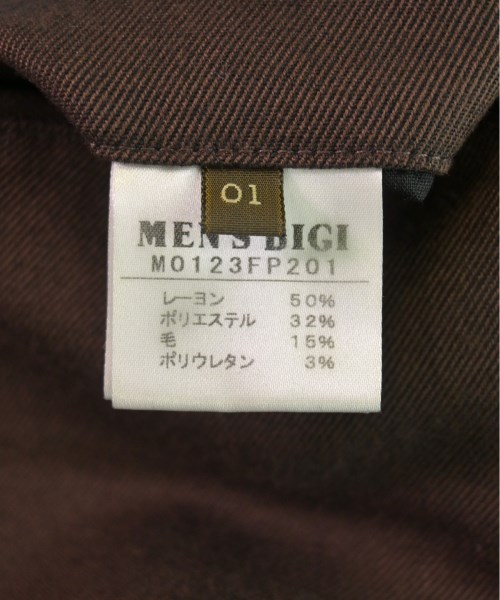 01
MEN'S BIGI
M0123FP201
レーヨン 50%
ポリエステル 32%
毛 15%
ポリウレタン 3%